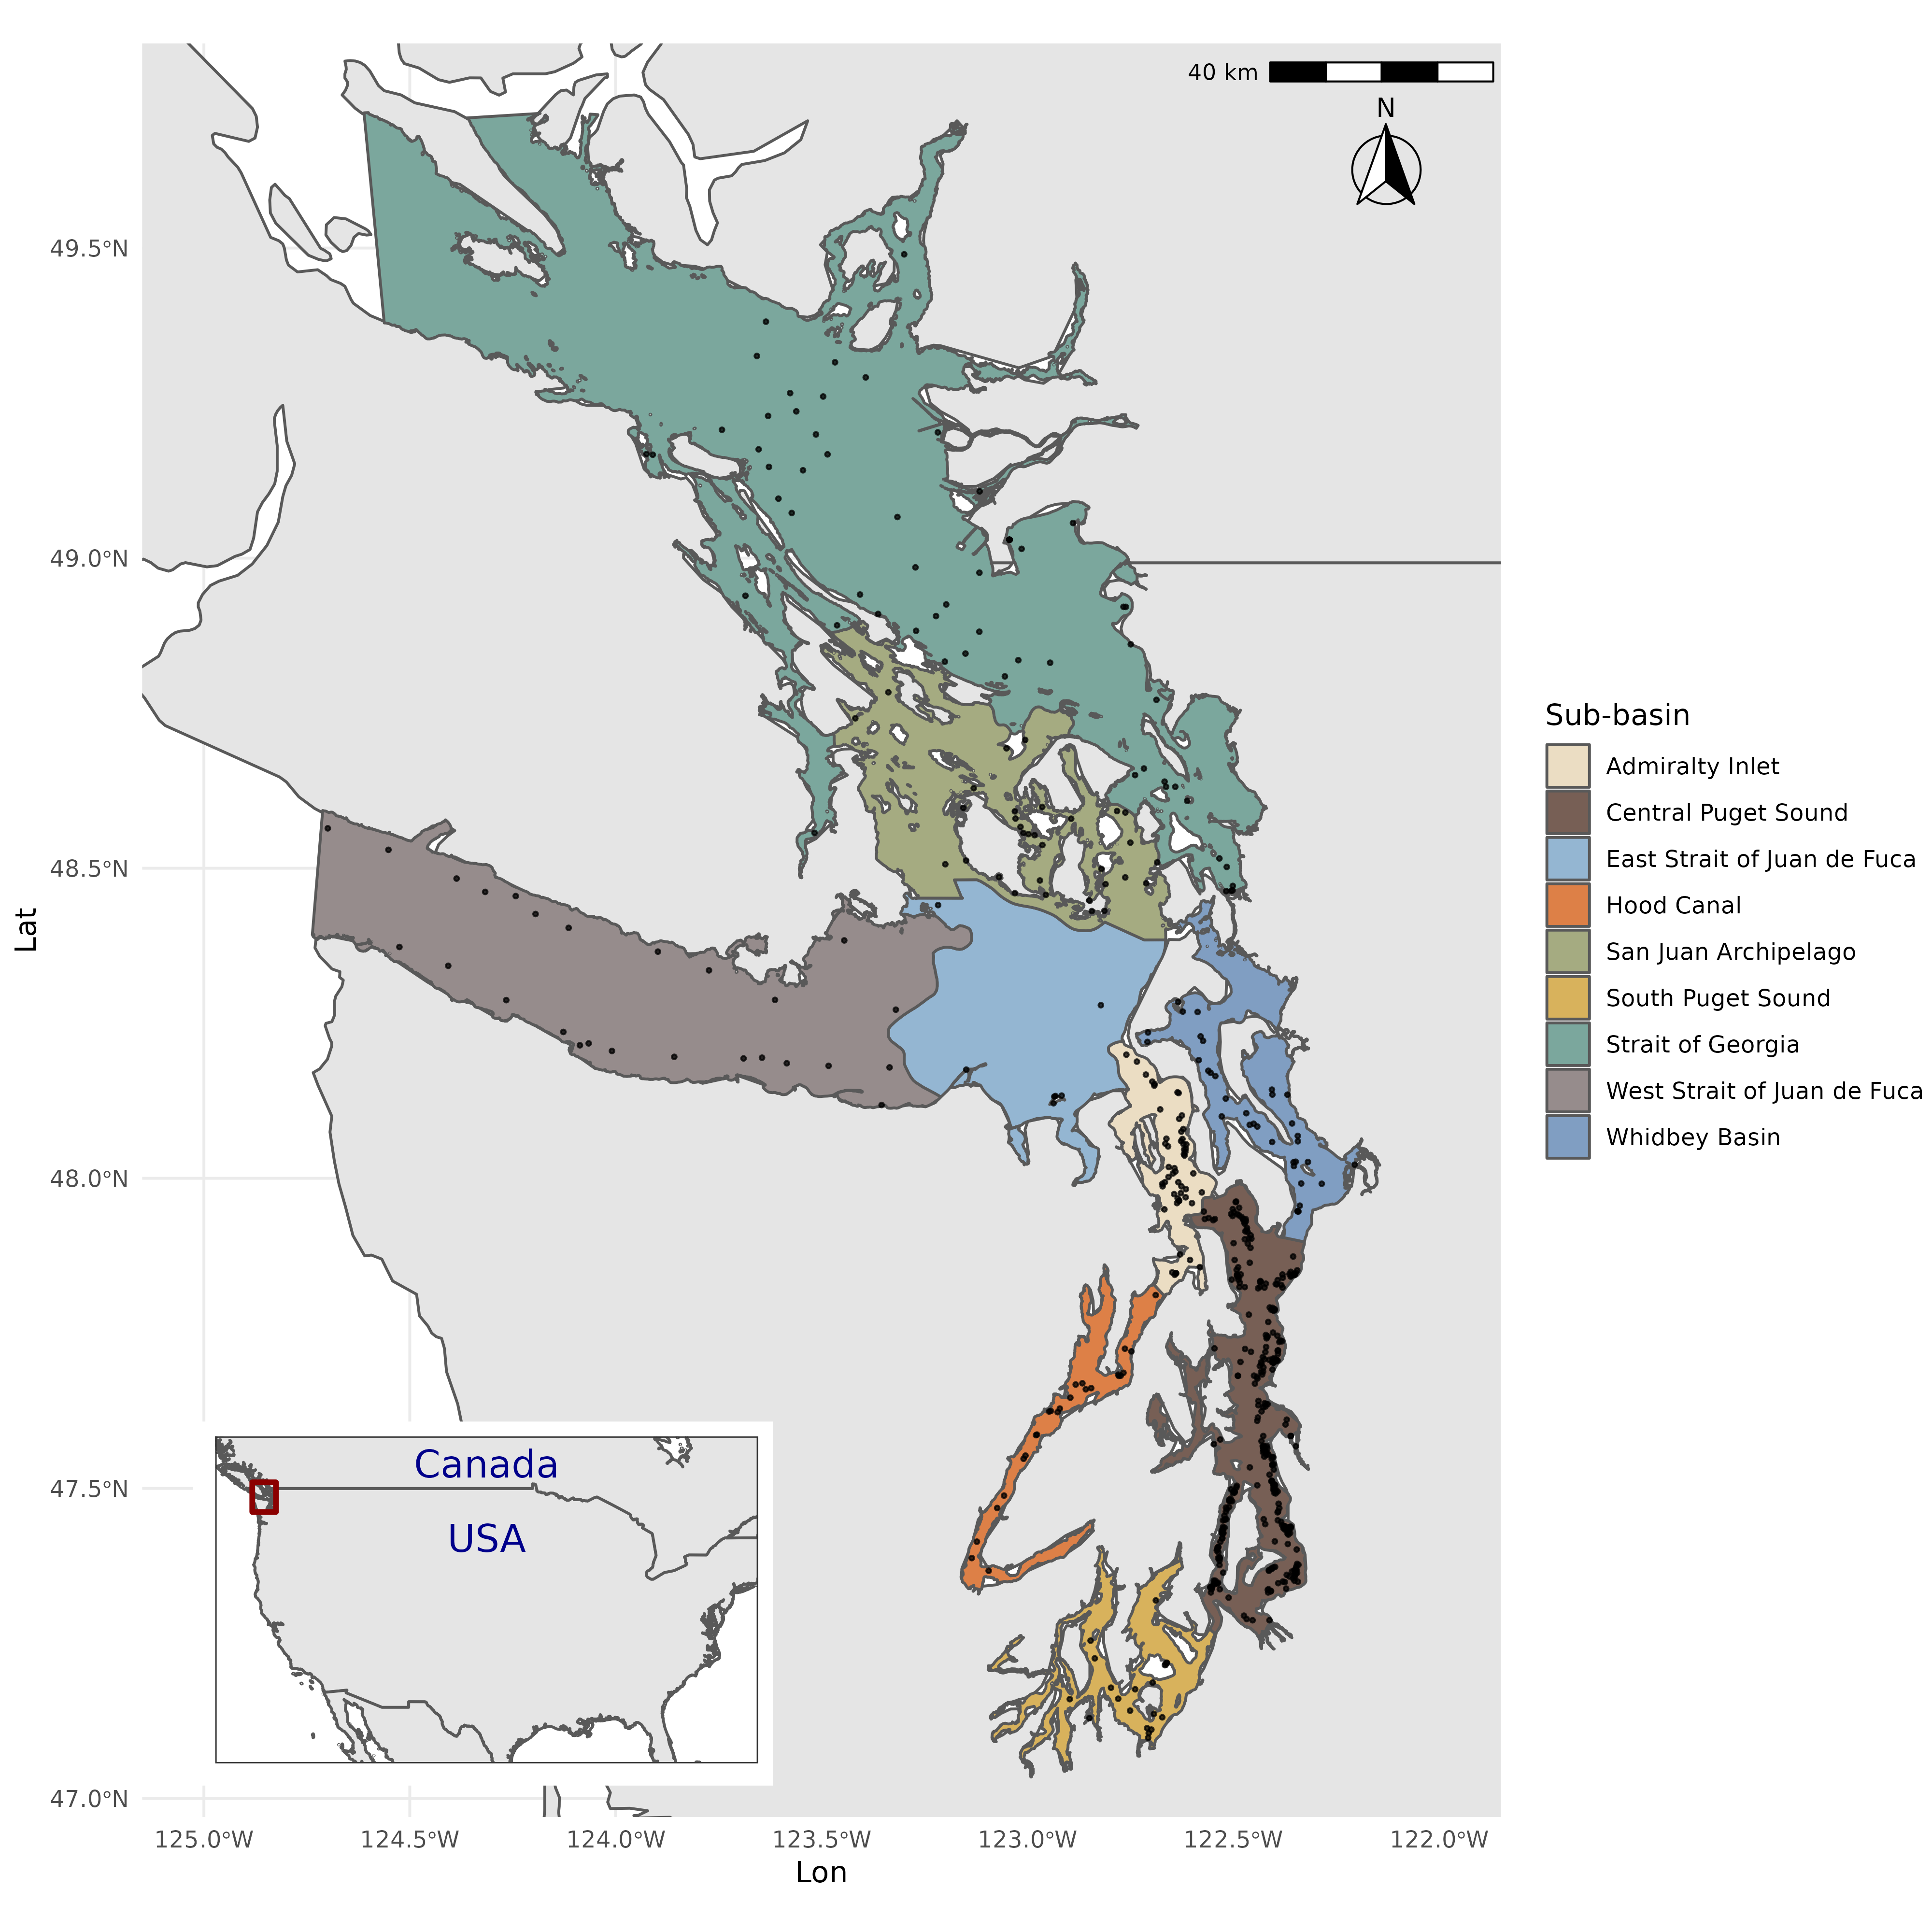 40 km
N
49.5°N
49.0°N
48.5°N
48.0°N
47.5°N
47.0°N
Lat
125.0°W 124.5°W 124.0°W 123.5°W 123.0°W 122.5°W 122.0°W
Lon
Canada
USA
Sub-basin
Admiralty Inlet
Central Puget Sound
East Strait of Juan de Fuca
Hood Canal
San Juan Archipelago
South Puget Sound
Strait of Georgia
West Strait of Juan de Fuca
Whidbey Basin